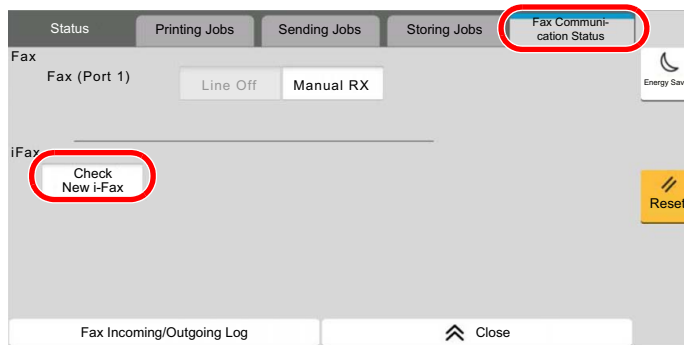 Status
Printing Jobs
Sending Jobs
Storing Jobs
Fax Communi-
cation Status
Fax
Fax (Port 1)
Line Off
Manual RX
Energy Sav
iFax
Check
New i-Fax
Reset
Fax Incoming/Outgoing Log
Close